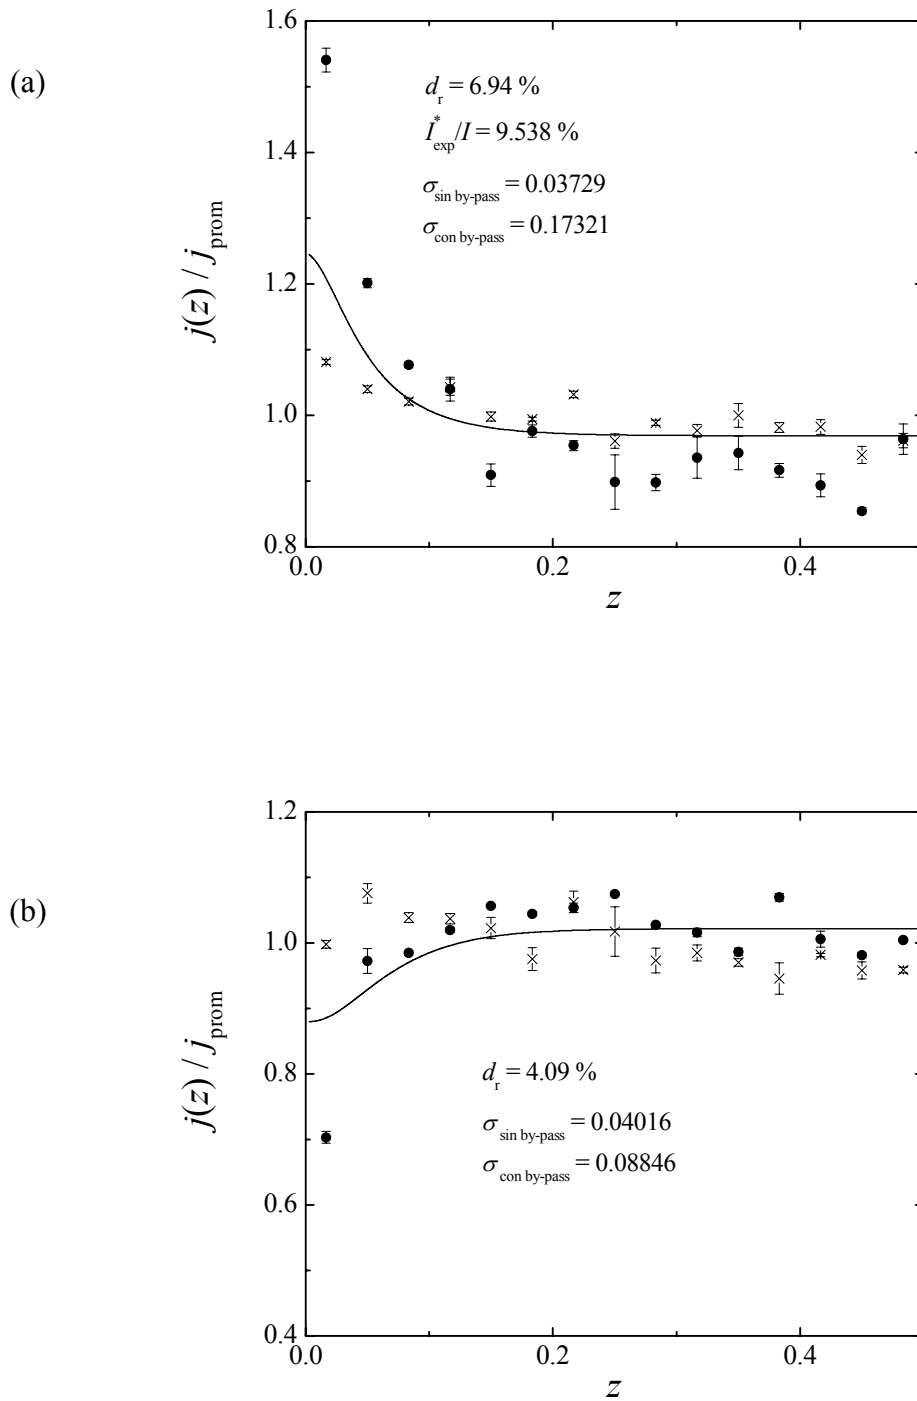 (a)
1.6
1.4
1.2
1.0
0.8
j(z) / j_prom
d_r = 6.94 %
I*_exp/I = 9.538 %
σ_sin by-pass = 0.03729
σ_con by-pass = 0.17321
0.0 0.2 0.4
z
(b)
1.2
1.0
0.8
0.6
0.4
j(z) / j_prom
d_r = 4.09 %
σ_sin by-pass = 0.04016
σ_con by-pass = 0.08846
0.0 0.2 0.4
z